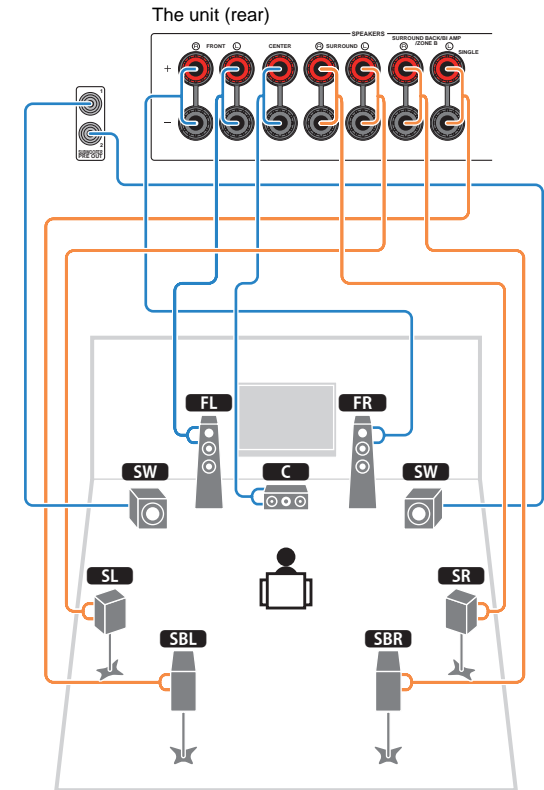 The unit (rear)
SPEAKERS
R FRONT L
CENTER
R SURROUND L
SURROUND BACK/BI AMP
R /ZONE B L
SINGLE
+
–
1
2
SUBWOOFER
PRE OUT
FL
FR
SW
C
SW
SL
SR
SBL
SBR